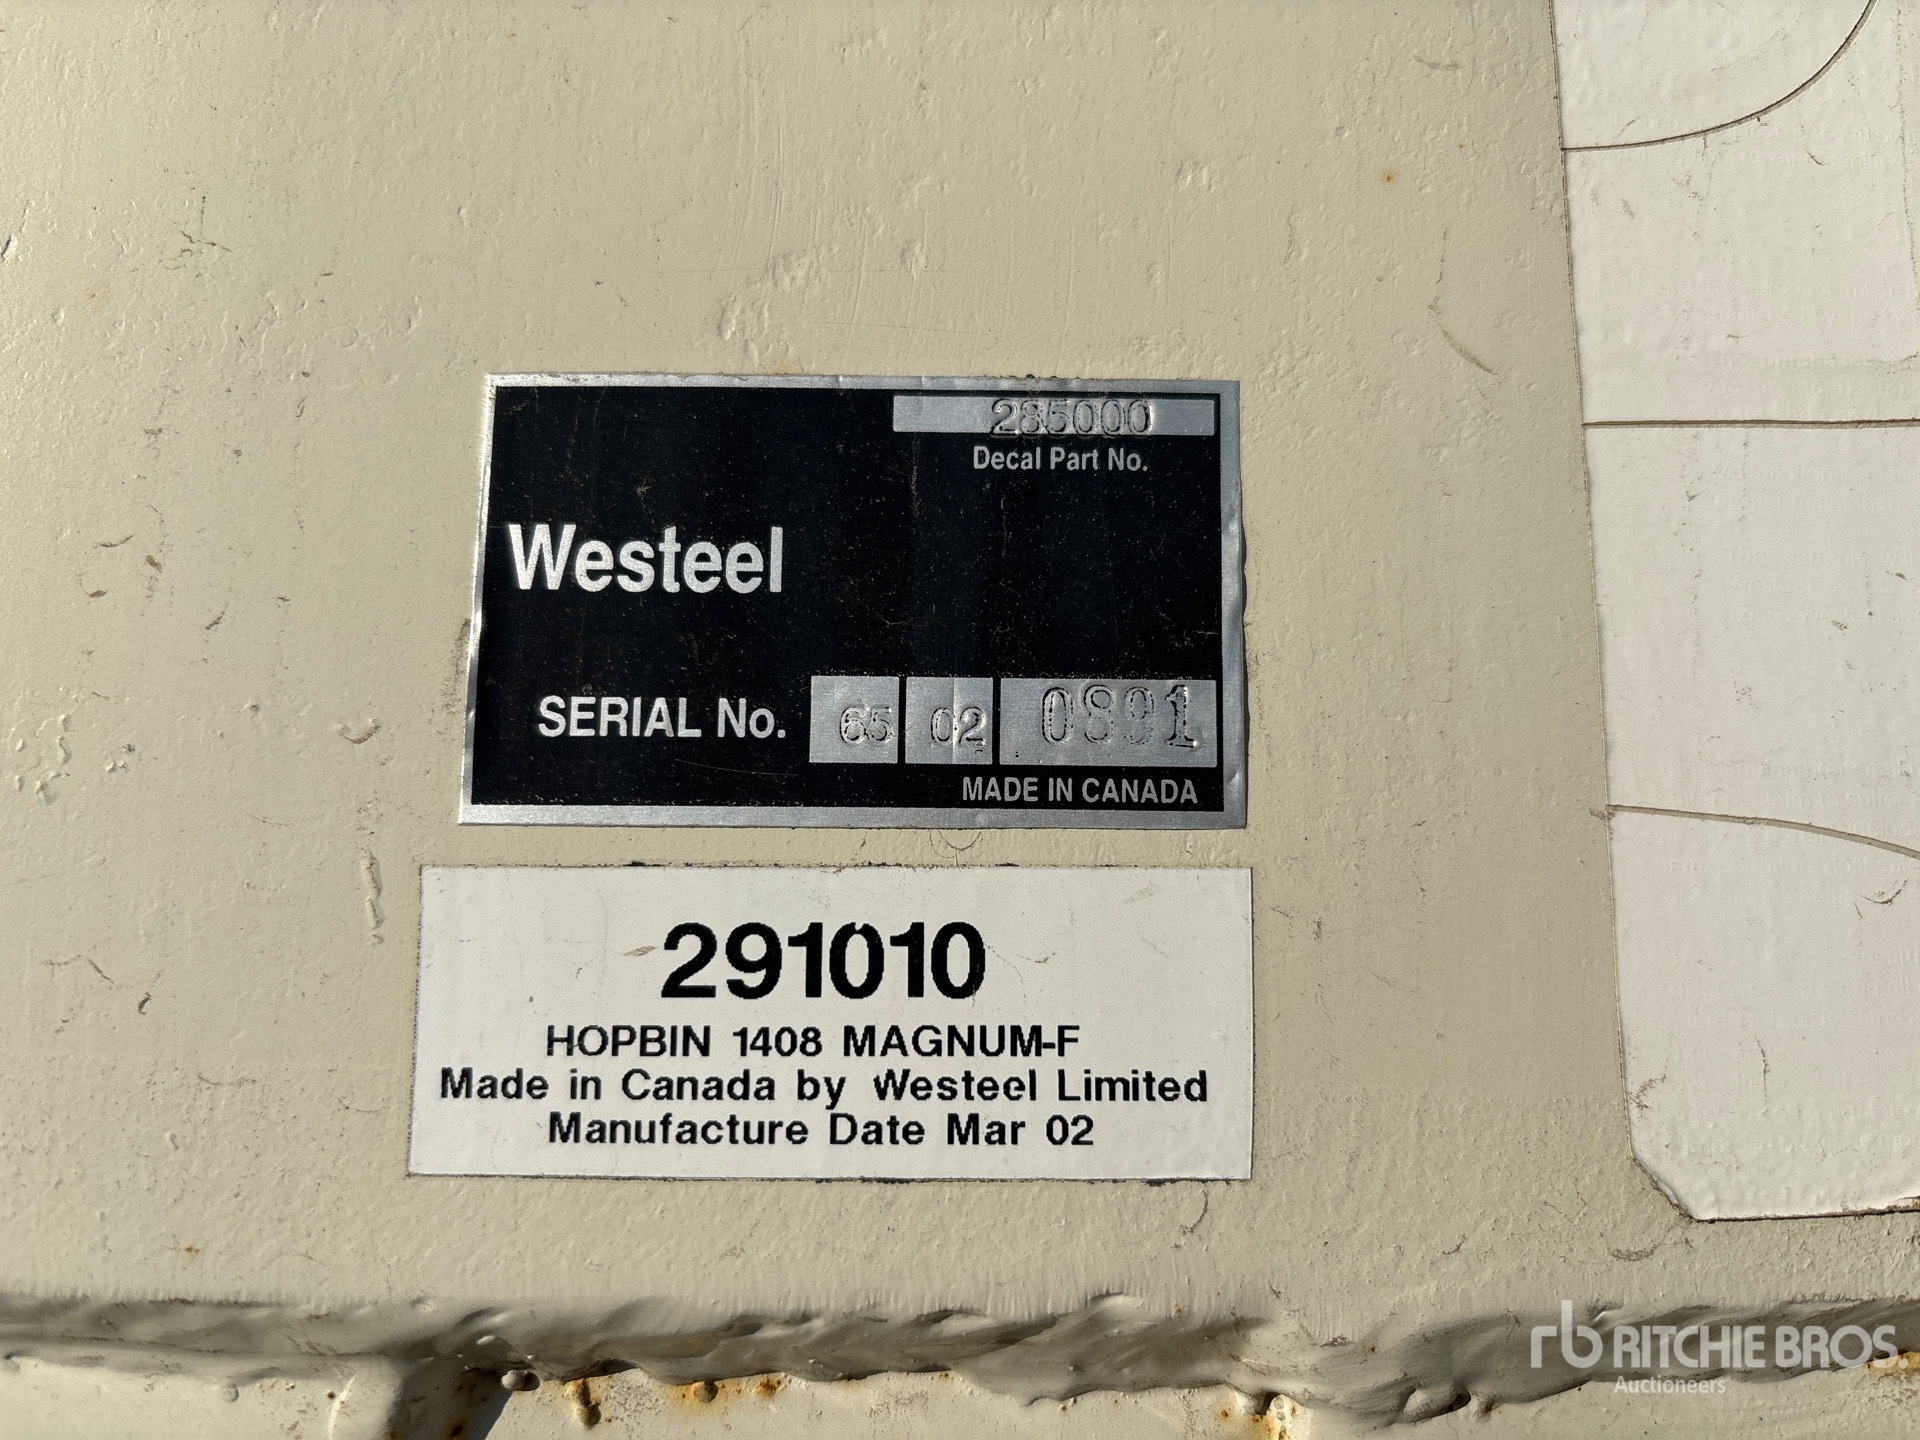 285000
Decal Part No.
Westeel
SERIAL No. 65 02 0891
MADE IN CANADA
291010
HOPBIN 1408 MAGNUM-F
Made in Canada by Westeel Limited
Manufacture Date Mar 02
rb RITCHIE BROS.
Auctioneers